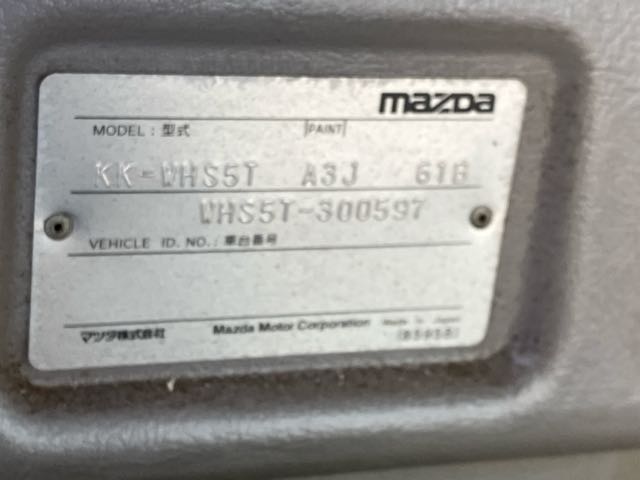 mazda
MODEL : 型式 PAINT
KK-WHS5T A3J 61B
WHS5T-300597
VEHICLE ID. NO. : 車台番号
マツダ株式会社 Mazda Motor Corporation Made in Japan